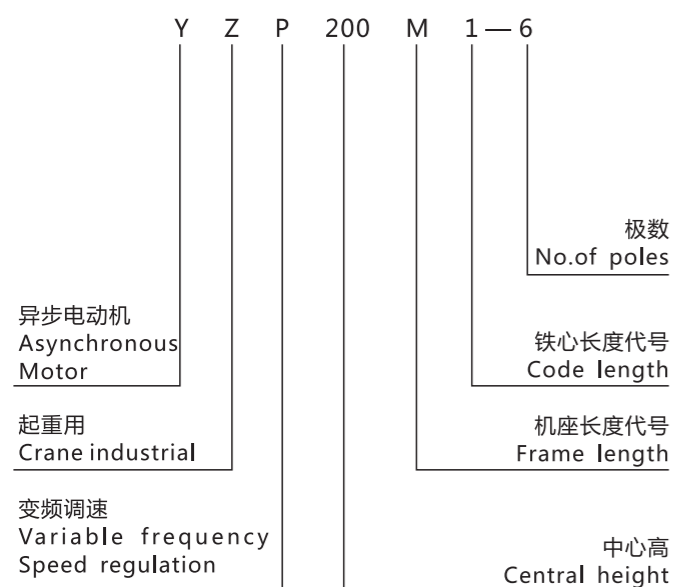 Y Z P 200 M 1—6
极数
No.of poles
异步电动机
Asynchronous
Motor
铁心长度代号
Code length
起重用
Crane industrial
机座长度代号
Frame length
变频调速
Variable frequency
Speed regulation
中心高
Central height